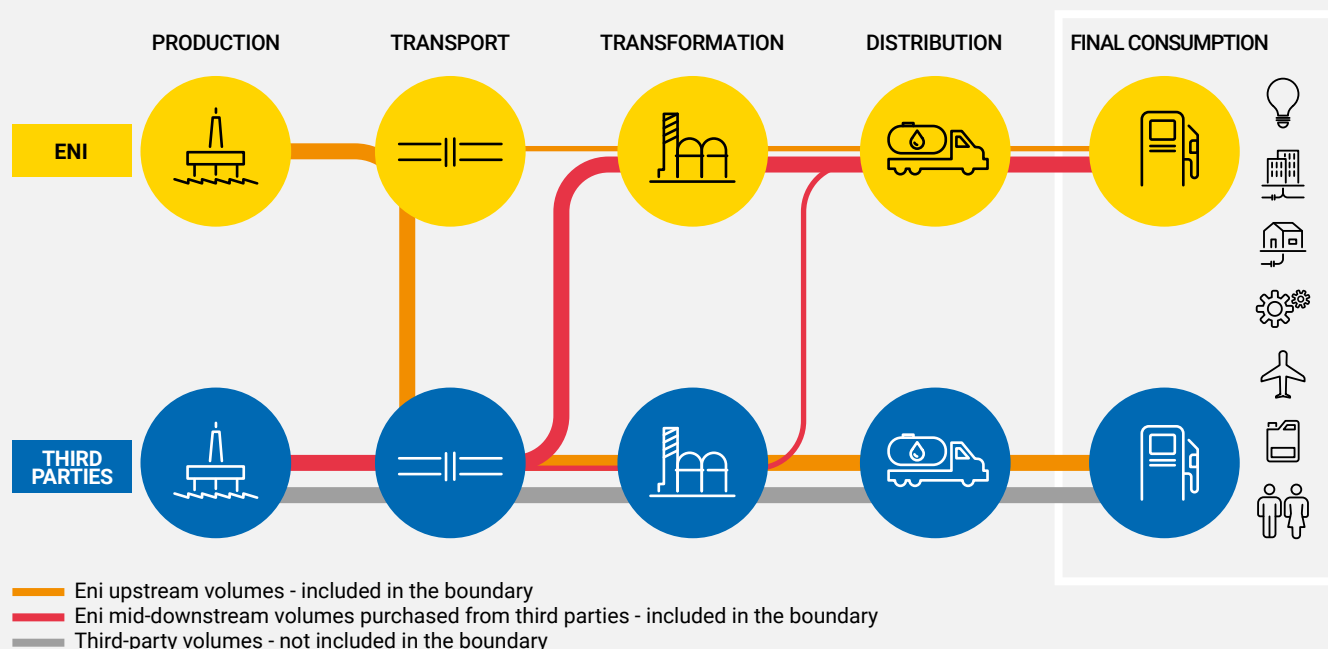 PRODUCTION
TRANSPORT
TRANSFORMATION
DISTRIBUTION
FINAL CONSUMPTION
ENI
THIRD
PARTIES
Eni upstream volumes - included in the boundary
Eni mid-downstream volumes purchased from third parties - included in the boundary
Third-party volumes - not included in the boundary